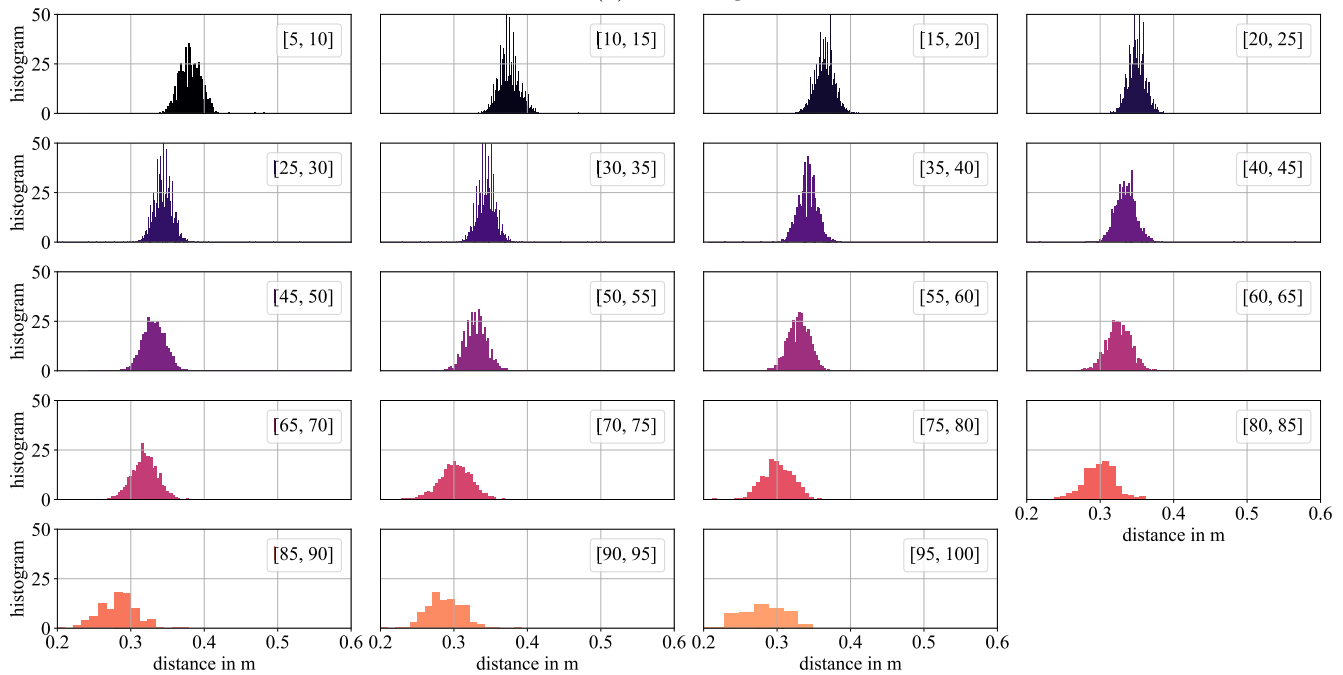 50
25
0
histogram
[5, 10]
[10, 15]
[15, 20]
[20, 25]
50
25
0
histogram
[25, 30]
[30, 35]
[35, 40]
[40, 45]
50
25
0
histogram
[45, 50]
[50, 55]
[55, 60]
[60, 65]
50
25
0
histogram
[65, 70]
[70, 75]
[75, 80]
[80, 85]
0.2 0.3 0.4 0.5 0.6
distance in m
50
25
0
histogram
[85, 90]
[90, 95]
[95, 100]
0.2 0.3 0.4 0.5 0.6
0.2 0.3 0.4 0.5 0.6
0.2 0.3 0.4 0.5 0.6
distance in m
distance in m
distance in m